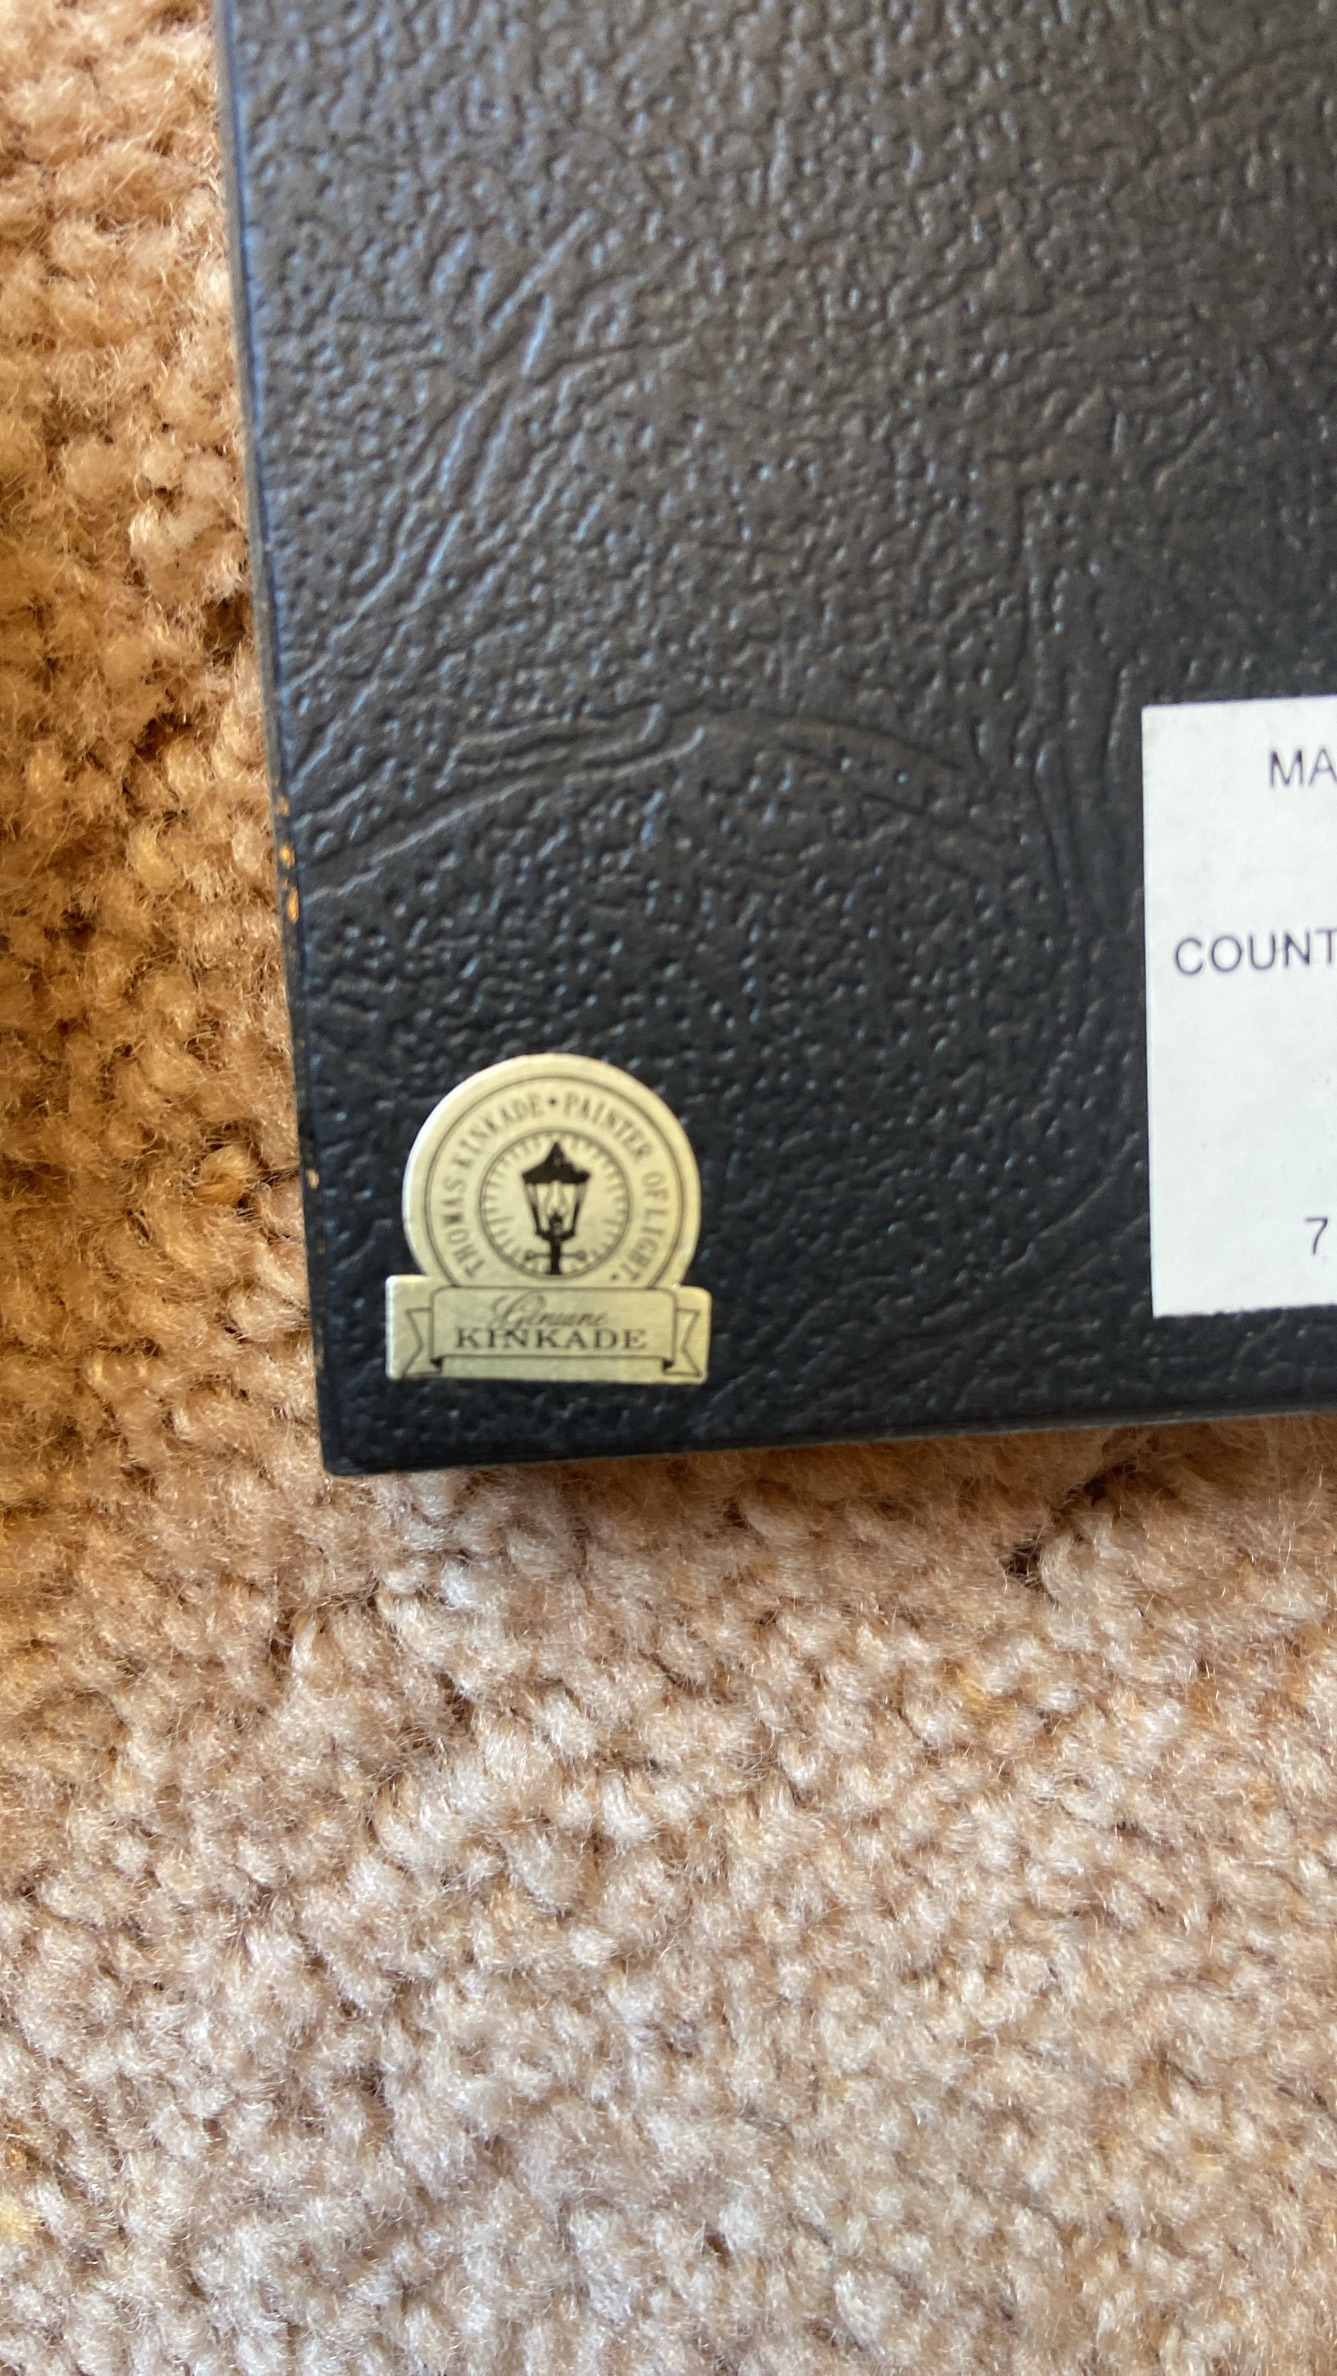 MA
COUNT
7
THOMAS KINKADE • PAINTER OF LIGHT •
Genuine
KINKADE